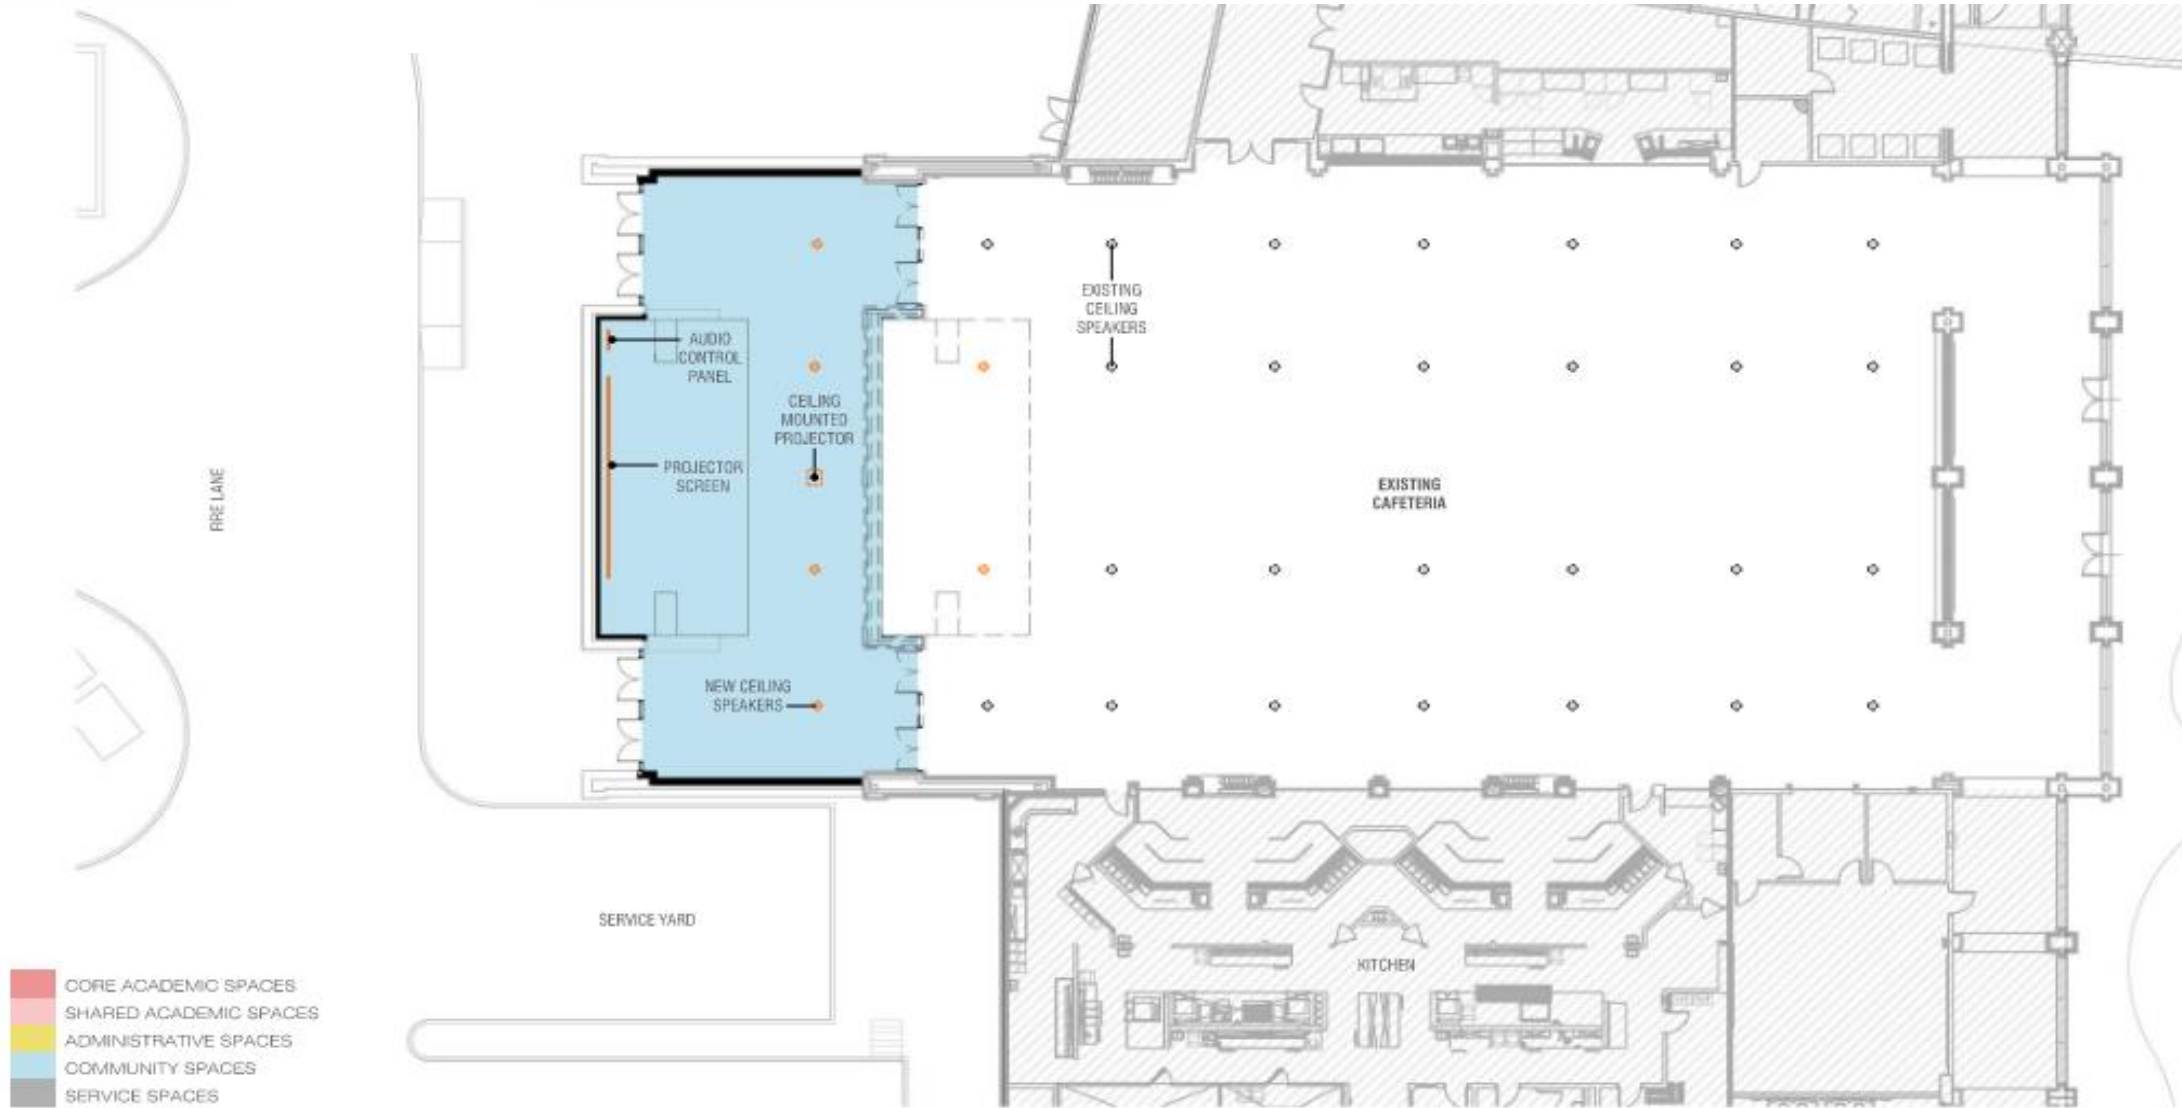 EXISTING
CEILING
SPEAKERS
AUDIO
CONTROL
PANEL
CEILING
MOUNTED
PROJECTOR
PROJECTOR
SCREEN
FIRE LANE
EXISTING
CAFETERIA
NEW CEILING
SPEAKERS
SERVICE YARD
KITCHEN
CORE ACADEMIC SPACES
SHARED ACADEMIC SPACES
ADMINISTRATIVE SPACES
COMMUNITY SPACES
SERVICE SPACES